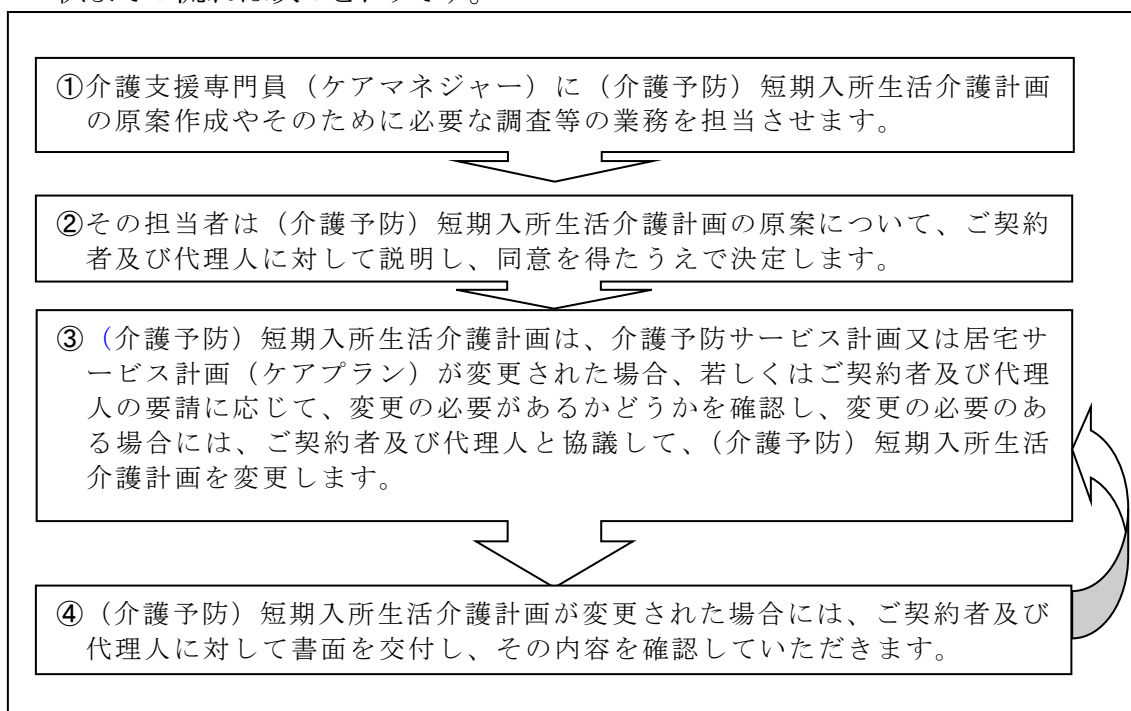 ①介護支援専門員（ケアマネジャー）に（介護予防）短期入所生活介護計画
の原案作成やそのために必要な調査等の業務を担当させます。
②その担当者は（介護予防）短期入所生活介護計画の原案について、ご契約
者及び代理人に対して説明し、同意を得たうえで決定します。
③（介護予防）短期入所生活介護計画は、介護予防サービス計画又は居宅サ
ービス計画（ケアプラン）が変更された場合、若しくはご契約者及び代理
人の要請に応じて、変更の必要があるかどうかを確認し、変更の必要のあ
る場合には、ご契約者及び代理人と協議して、（介護予防）短期入所生活
介護計画を変更します。
④（介護予防）短期入所生活介護計画が変更された場合には、ご契約者及び
代理人に対して書面を交付し、その内容を確認していただきます。